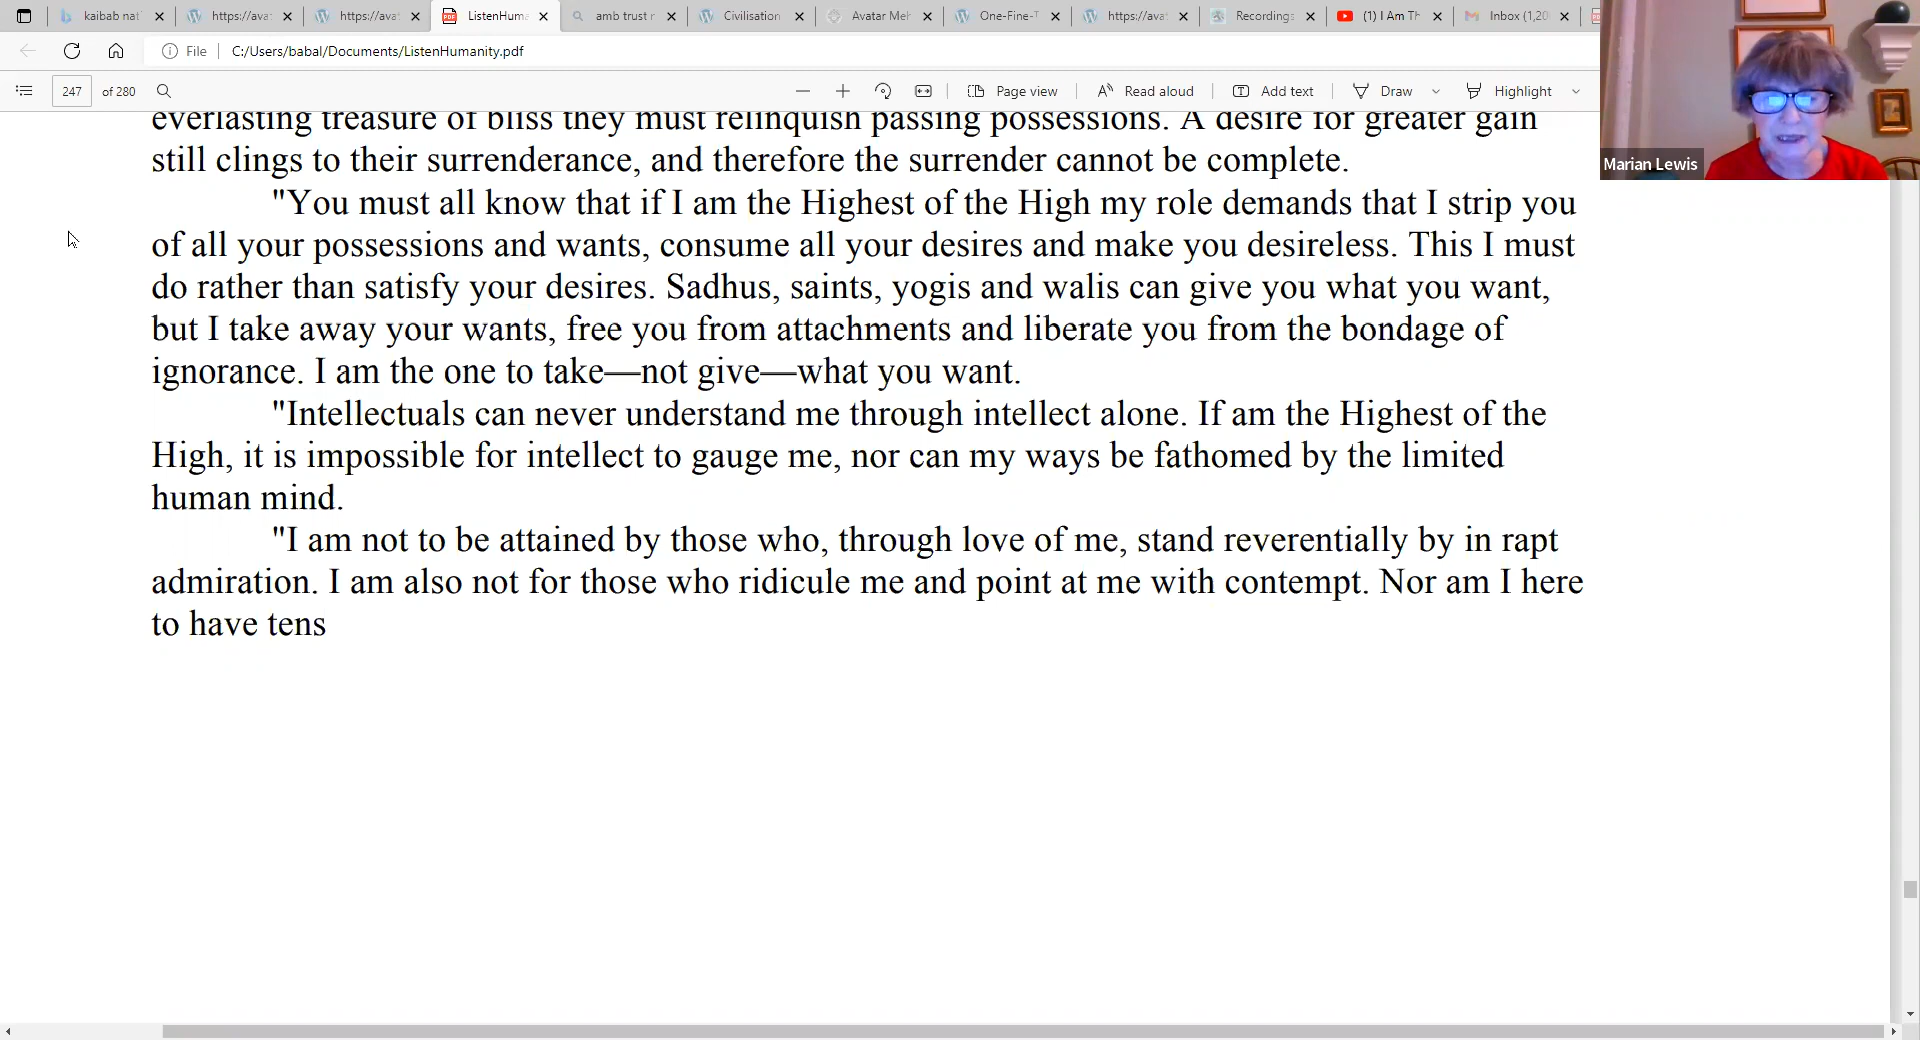 kaibab nat
https://avat
https://avat
ListenHuma
amb trust r
Civilisation
Avatar Meh
One-Fine-T
https://avat
Recordings
(1) I Am Th
Inbox (1,20
File
C:/Users/babal/Documents/ListenHumanity.pdf
247 of 280
Page view
Read aloud
Add text
Draw
Highlight
Marian Lewis
everlasting treasure of bliss they must relinquish passing possessions. A desire for greater gain
still clings to their surrenderance, and therefore the surrender cannot be complete.
"You must all know that if I am the Highest of the High my role demands that I strip you
of all your possessions and wants, consume all your desires and make you desireless. This I must
do rather than satisfy your desires. Sadhus, saints, yogis and walis can give you what you want,
but I take away your wants, free you from attachments and liberate you from the bondage of
ignorance. I am the one to take—not give—what you want.
"Intellectuals can never understand me through intellect alone. If am the Highest of the
High, it is impossible for intellect to gauge me, nor can my ways be fathomed by the limited
human mind.
"I am not to be attained by those who, through love of me, stand reverentially by in rapt
admiration. I am also not for those who ridicule me and point at me with contempt. Nor am I here
to have tens